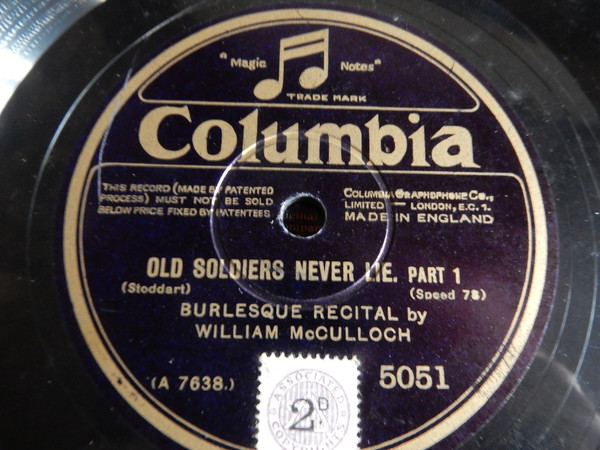 "Magic Notes"
TRADE MARK
Columbia
THIS RECORD (MADE BY PATENTED
PROCESS) MUST NOT BE SOLD
BELOW PRICE FIXED BY PATENTEES
COLUMBIA GRAPHOPHONE CO.,
LIMITED — LONDON, E.C. 1.
MADE IN ENGLAND
OLD SOLDIERS NEVER LIE. PART 1
(Stoddart) (Speed 78)
BURLESQUE RECITAL by
WILLIAM McCULLOCH
(A 7638.) 5051
ASSOCIATED
2D
COPYRIGHTS